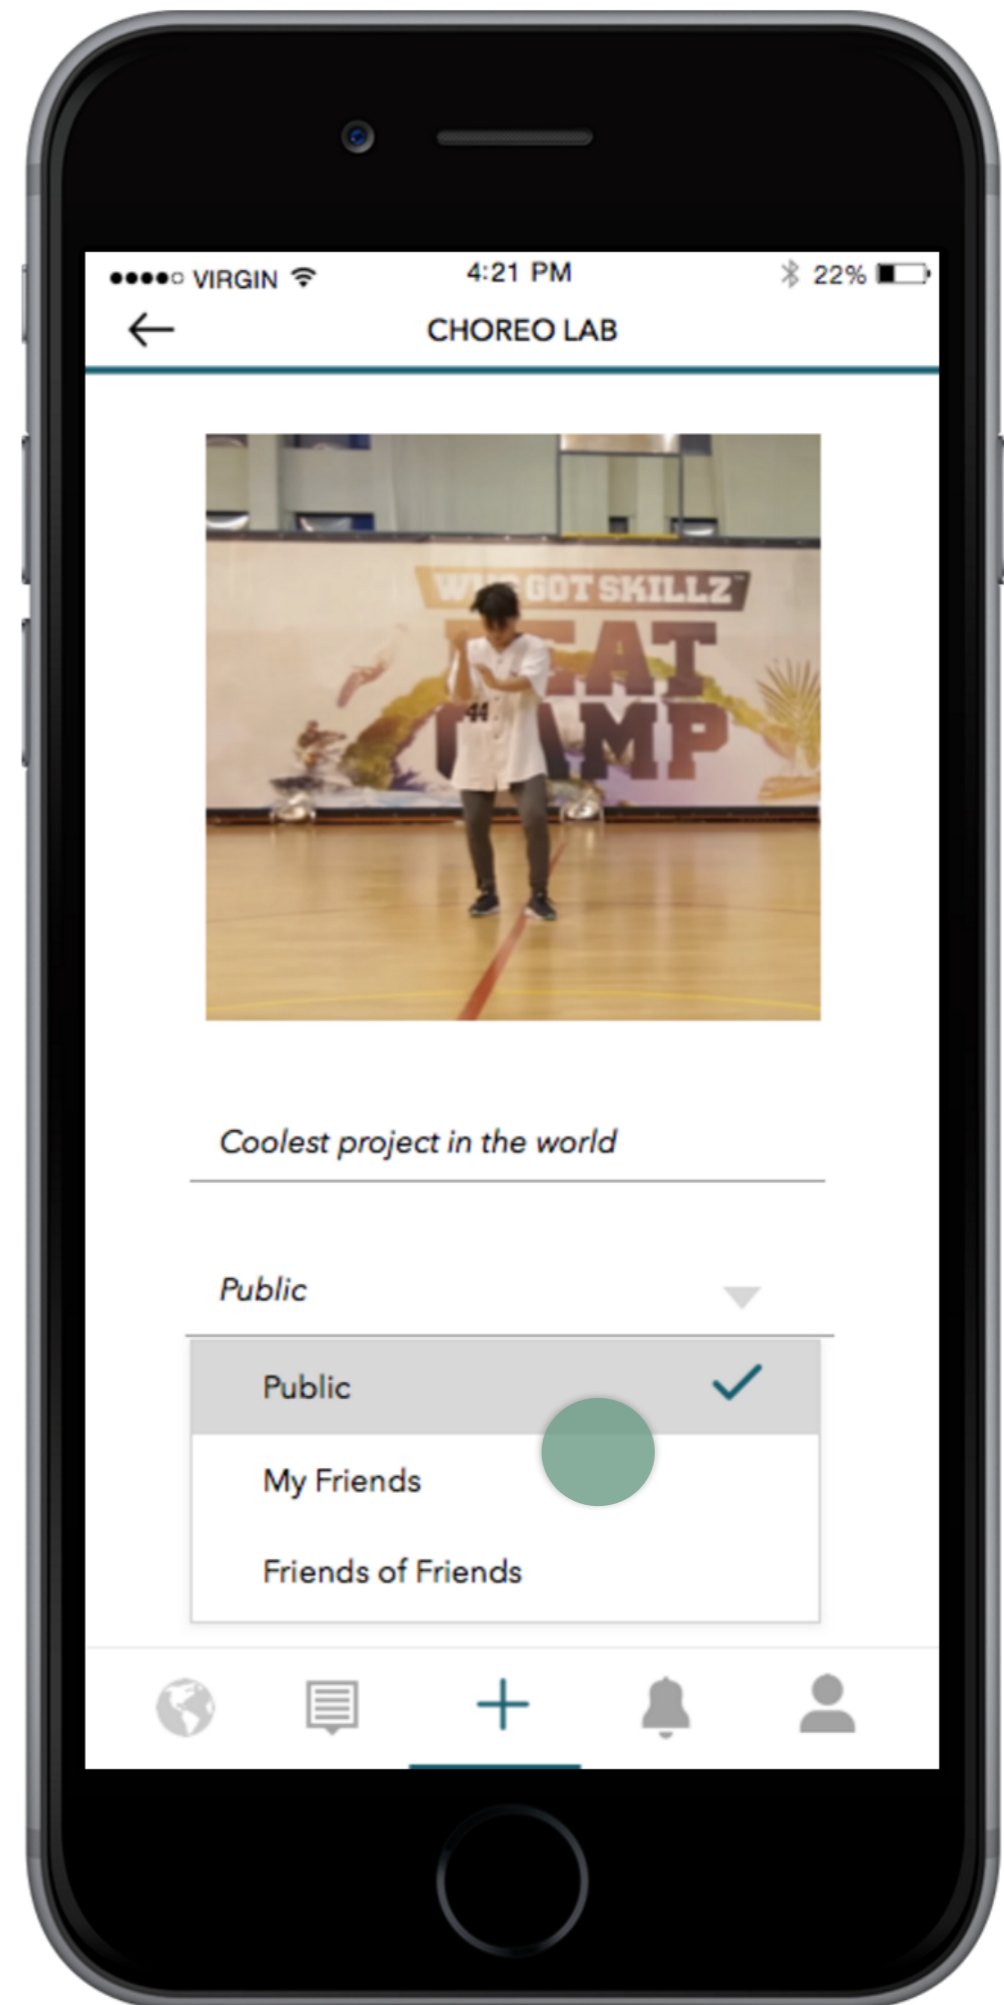 VIRGIN 4:21 PM 22%
CHOREO LAB
GOT SKILLZ
44
Coolest project in the world
Public
Public
My Friends
Friends of Friends